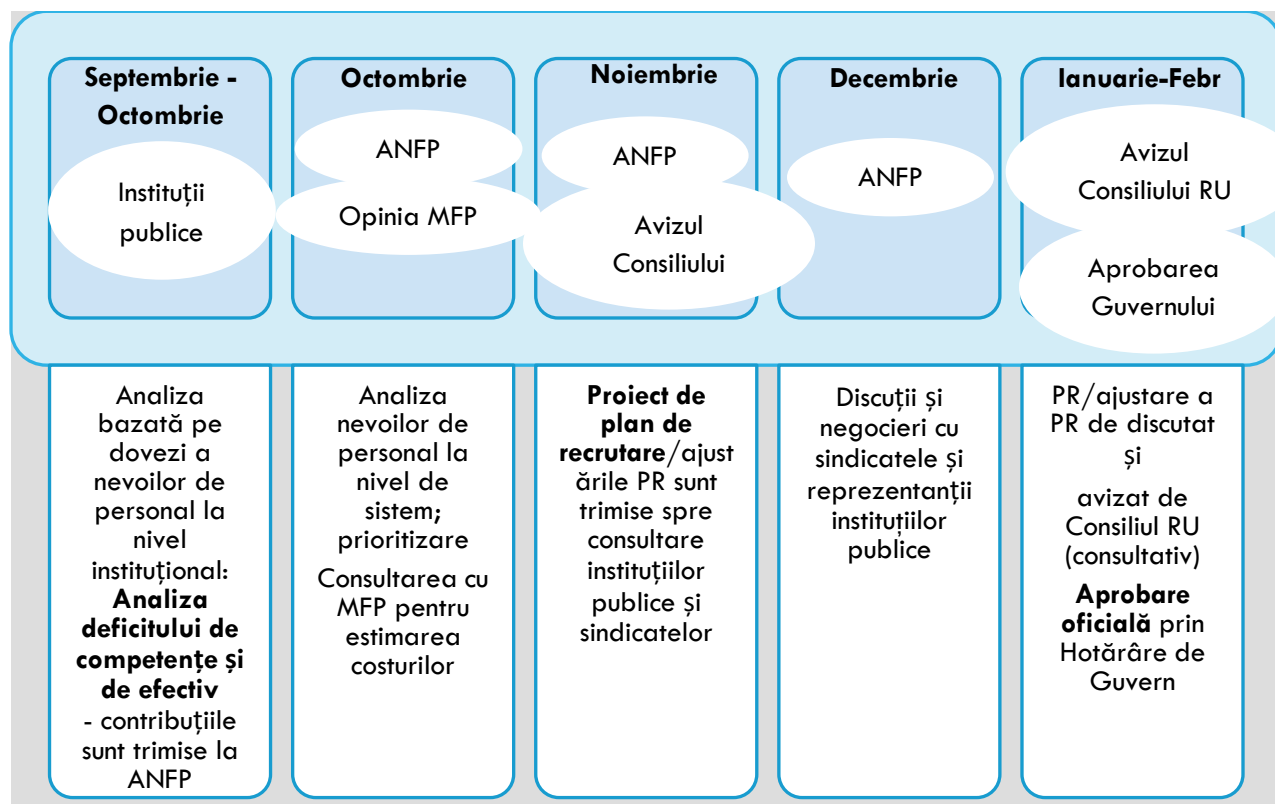 Septembrie -
Octombrie
Instituții
publice
Octombrie
ANFP
Opinia MFP
Noiembrie
ANFP
Avizul
Consiliului
Decembrie
ANFP
Ianuarie-Febr
Avizul
Consiliului RU
Aprobarea
Guvernului
Analiza
bazată pe
dovezi a
nevoilor de
personal la
nivel
instituțional:
Analiza
deficitului de
competențe și
de efectiv
- contribuțiile
sunt trimise la
ANFP
Analiza
nevoilor de
personal la
nivel de
sistem;
prioritizare
Consultarea cu
MFP pentru
estimarea
costurilor
Proiect de
plan de
recrutare/ajust
ările PR sunt
trimise spre
consultare
instituțiilor
publice și
sindicatelor
Discuții și
negocieri cu
sindicatele și
reprezentanții
instituțiilor
publice
PR/ajustare a
PR de discutat
și
avizat de
Consiliul RU
(consultativ)
Aprobare
oficială prin
Hotărâre de
Guvern